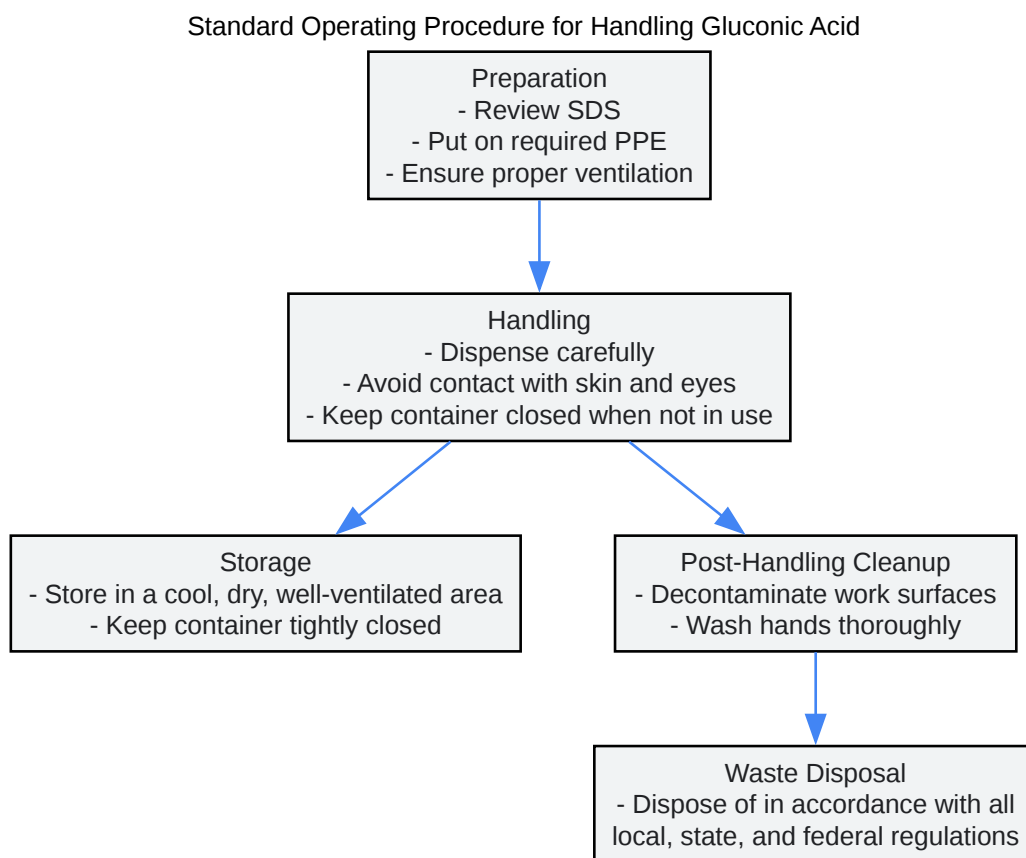 Standard Operating Procedure for Handling Gluconic Acid
Preparation
- Review SDS
- Put on required PPE
- Ensure proper ventilation
Handling
- Dispense carefully
- Avoid contact with skin and eyes
- Keep container closed when not in use
Storage
- Store in a cool, dry, well-ventilated area
- Keep container tightly closed
Post-Handling Cleanup
- Decontaminate work surfaces
- Wash hands thoroughly
Waste Disposal
- Dispose of in accordance with all
local, state, and federal regulations